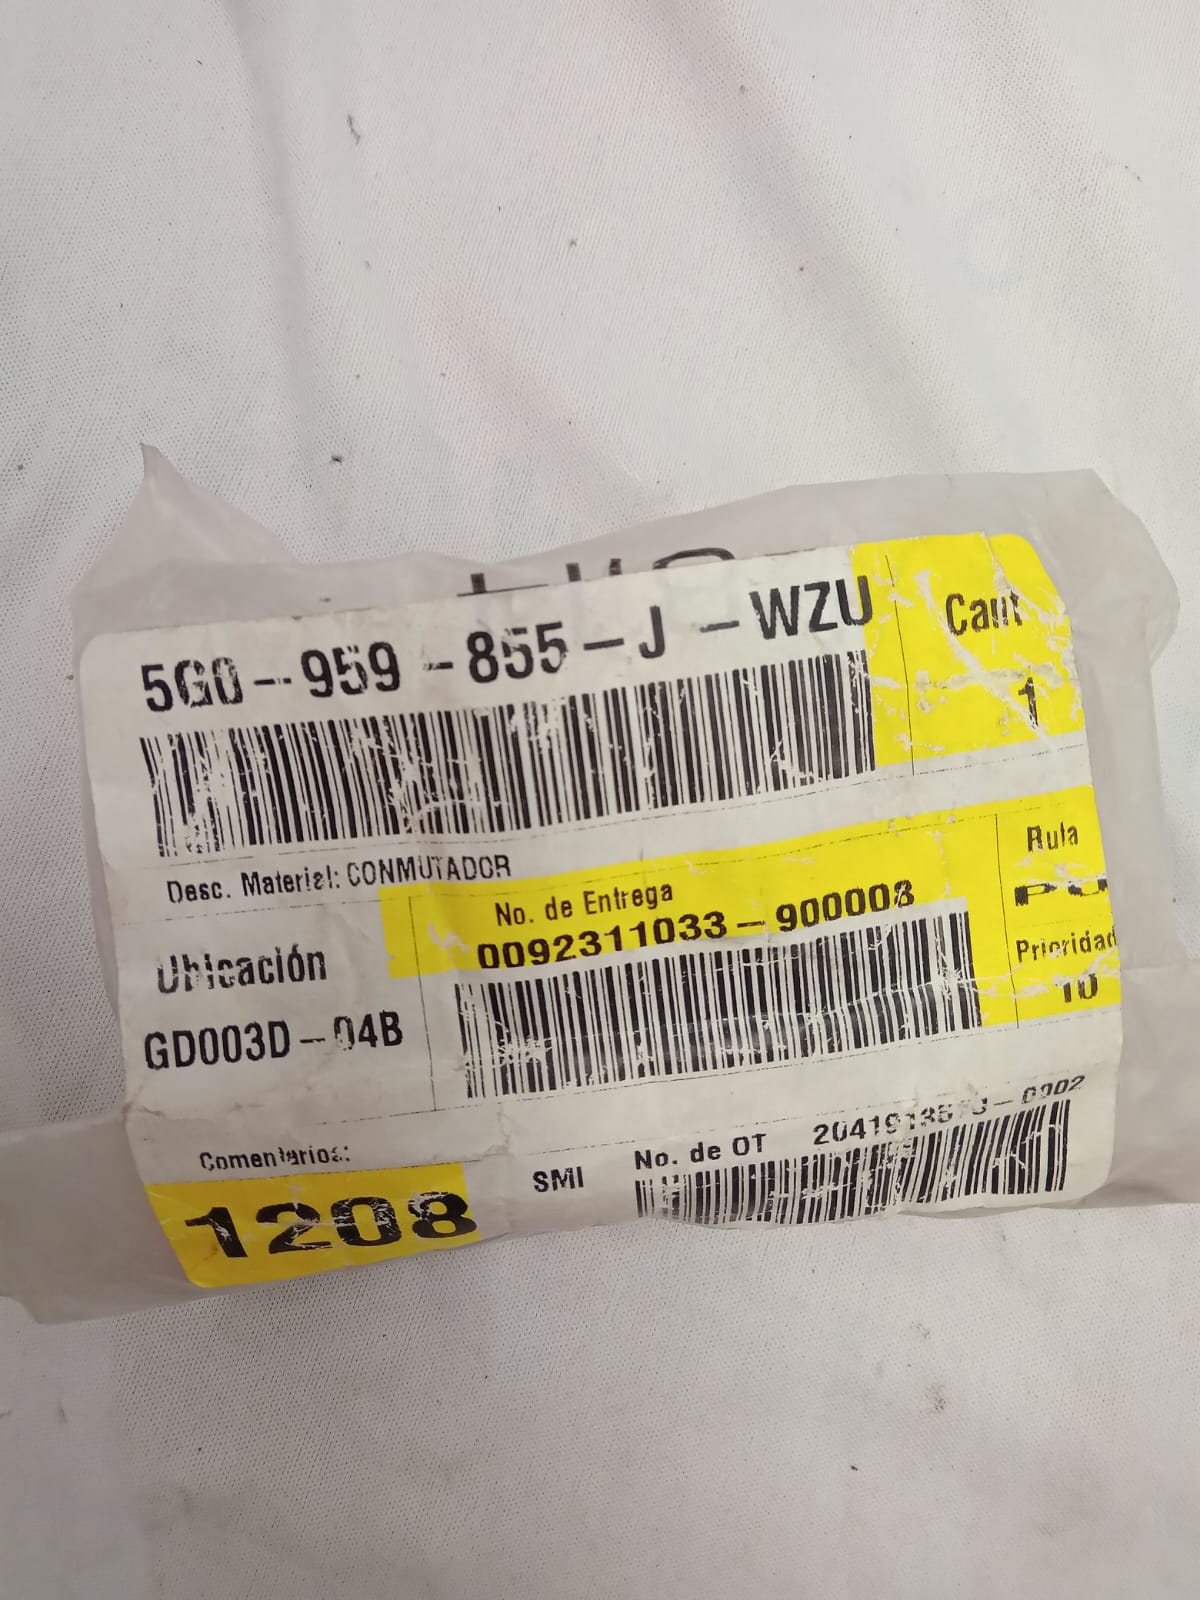 5G0-959-855-J-WZU
Cant
1
Desc. Material: CONMUTADOR
No. de Entrega
0092311033-900008
Ruta
Prioridad
10
Ubicación
GD003D-04B
Comentarios:
1208
SMI
No. de OT